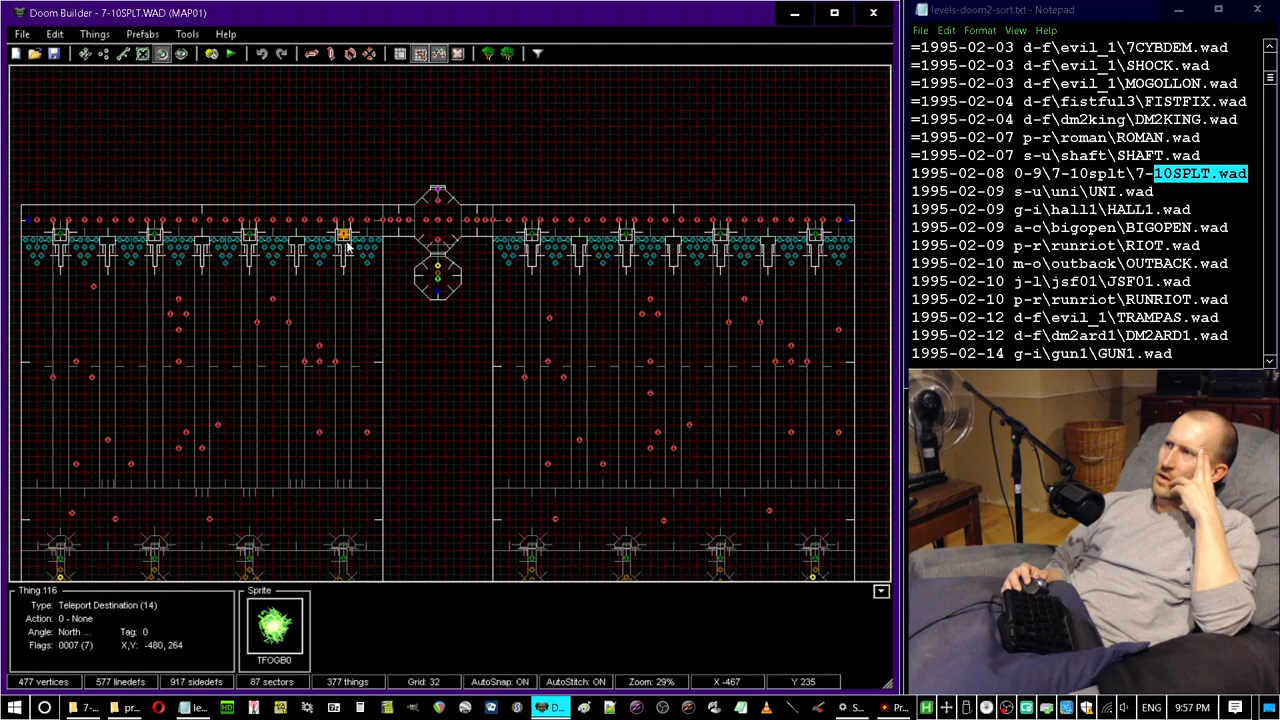 Doom Builder - 7-10SPLT.WAD (MAP01)
File Edit Things Prefabs Tools Help
Thing 116
Type: Teleport Destination (14)
Action: 0 - None
Angle: North ... Tag: 0
Flags: 0007 (7) X,Y: -480, 264
Sprite
TFOGB0
477 vertices 577 linedefs 917 sidedefs 87 sectors 377 things Grid: 32 AutoSnap: ON AutoStitch: ON Zoom: 29% X -467 Y 235
levels-doom2-sort.txt - Notepad
File Edit Format View Help
=1995-02-03 d-f\evil_1\7CYBDEM.wad
=1995-02-03 d-f\evil_1\SHOCK.wad
=1995-02-03 d-f\evil_1\MOGOLLON.wad
=1995-02-04 d-f\fistful3\FISTFIX.wad
=1995-02-04 d-f\dm2king\DM2KING.wad
=1995-02-07 p-r\roman\ROMAN.wad
=1995-02-07 s-u\shaft\SHAFT.wad
1995-02-08 0-9\7-10splt\7-10SPLT.wad
1995-02-09 s-u\uni\UNI.wad
1995-02-09 g-i\hall1\HALL1.wad
1995-02-09 a-c\bigopen\BIGOPEN.wad
1995-02-09 p-r\runriot\RIOT.wad
1995-02-10 m-o\outback\OUTBACK.wad
1995-02-10 j-l\jsf01\JSF01.wad
1995-02-10 p-r\runriot\RUNRIOT.wad
1995-02-12 d-f\evil_1\TRAMPAS.wad
1995-02-12 d-f\dm2ard1\DM2ARD1.wad
1995-02-14 g-i\gun1\GUN1.wad
7-... pr... le... D... S... Pr... ENG 9:57 PM